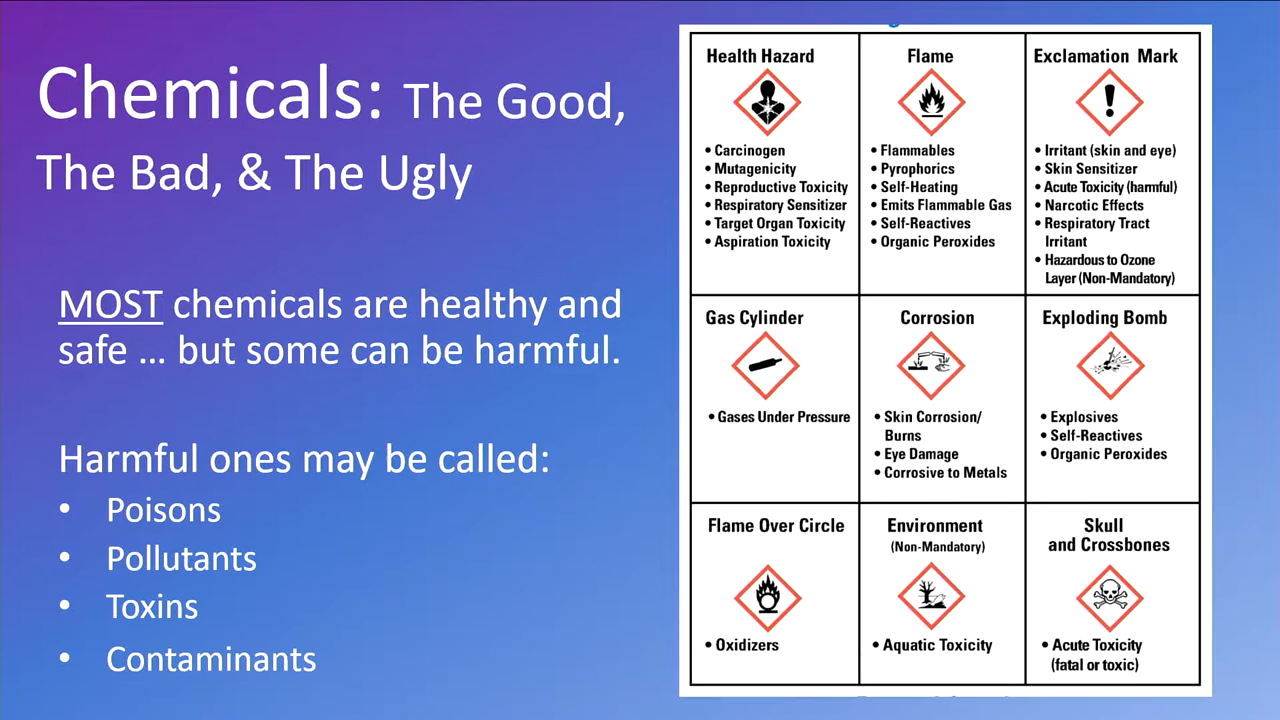 Chemicals: The Good,
The Bad, & The Ugly
MOST chemicals are healthy and
safe ... but some can be harmful.
Harmful ones may be called:
• Poisons
• Pollutants
• Toxins
• Contaminants
Health Hazard
• Carcinogen
• Mutagenicity
• Reproductive Toxicity
• Respiratory Sensitizer
• Target Organ Toxicity
• Aspiration Toxicity
Flame
• Flammables
• Pyrophorics
• Self-Heating
• Emits Flammable Gas
• Self-Reactives
• Organic Peroxides
Exclamation Mark
• Irritant (skin and eye)
• Skin Sensitizer
• Acute Toxicity (harmful)
• Narcotic Effects
• Respiratory Tract
Irritant
• Hazardous to Ozone
Layer (Non-Mandatory)
Gas Cylinder
• Gases Under Pressure
Corrosion
• Skin Corrosion/
Burns
• Eye Damage
• Corrosive to Metals
Exploding Bomb
• Explosives
• Self-Reactives
• Organic Peroxides
Flame Over Circle
• Oxidizers
Environment
(Non-Mandatory)
• Aquatic Toxicity
Skull
and Crossbones
• Acute Toxicity
(fatal or toxic)